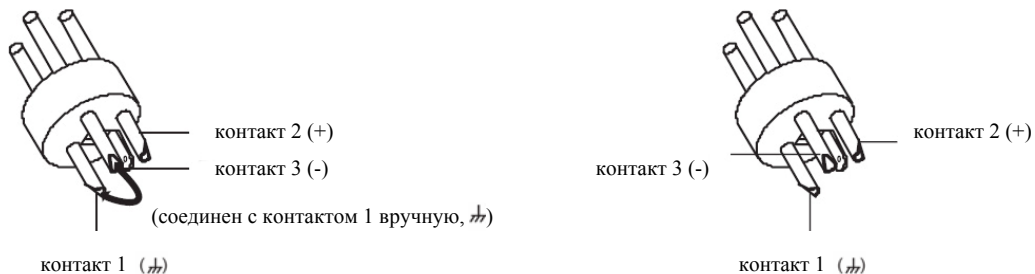 контакт 2 (+)
контакт 3 (-)
(соединен с контактом 1 вручную, )
контакт 1 ( )
контакт 2 (+)
контакт 3 (-)
контакт 1 ( )